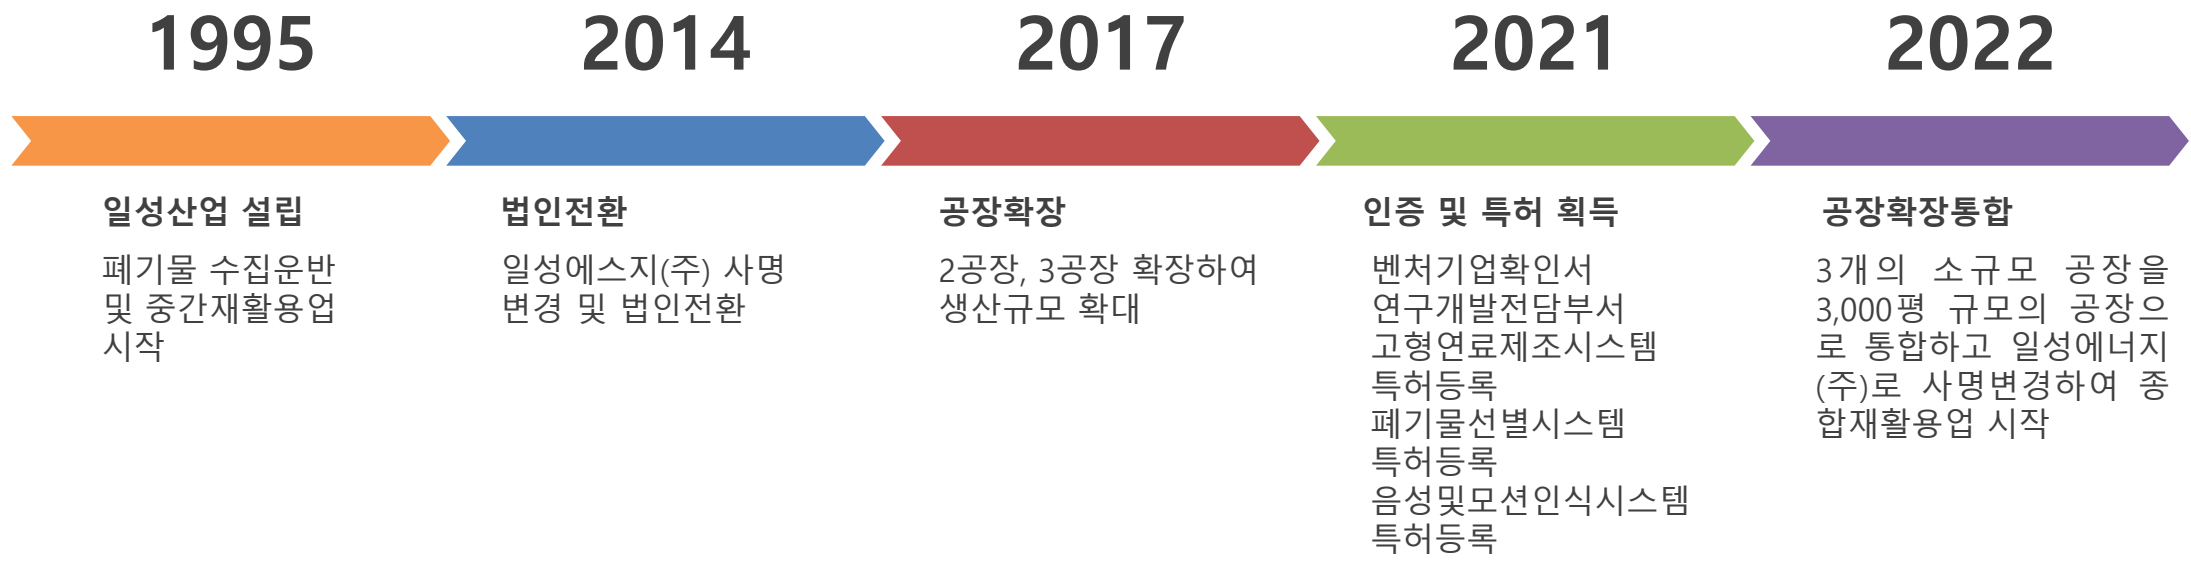 1995
일성산업 설립
폐기물 수집운반
및 중간재활용업
시작
2014
법인전환
일성에스지(주) 사명
변경 및 법인전환
2017
공장확장
2공장, 3공장 확장하여
생산규모 확대
2021
인증 및 특허 획득
벤처기업확인서
연구개발전담부서
고형연료제조시스템
특허등록
폐기물선별시스템
특허등록
음성및모션인식시스템
특허등록
2022
공장확장통합
3개의 소규모 공장을
3,000평 규모의 공장으
로 통합하고 일성에너지
(주)로 사명변경하여 종
합재활용업 시작